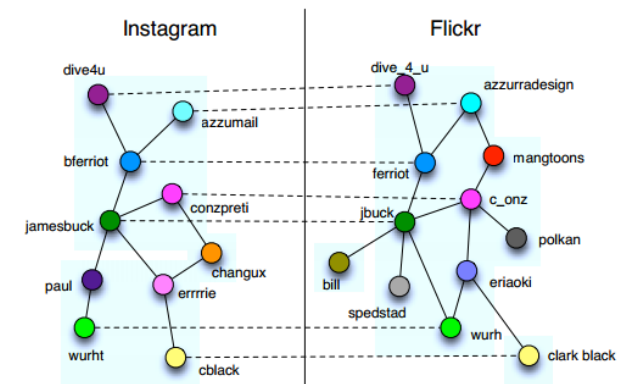 Instagram
Flickr
dive4u
dive_4_u
azzurradesign
azzumail
bferriot
ferriot
mangtoons
conzpreti
c_onz
jamesbuck
jbuck
polkan
changux
bill
paul
errrrie
spedstad
eriaoki
wurht
wurh
cblack
clark black